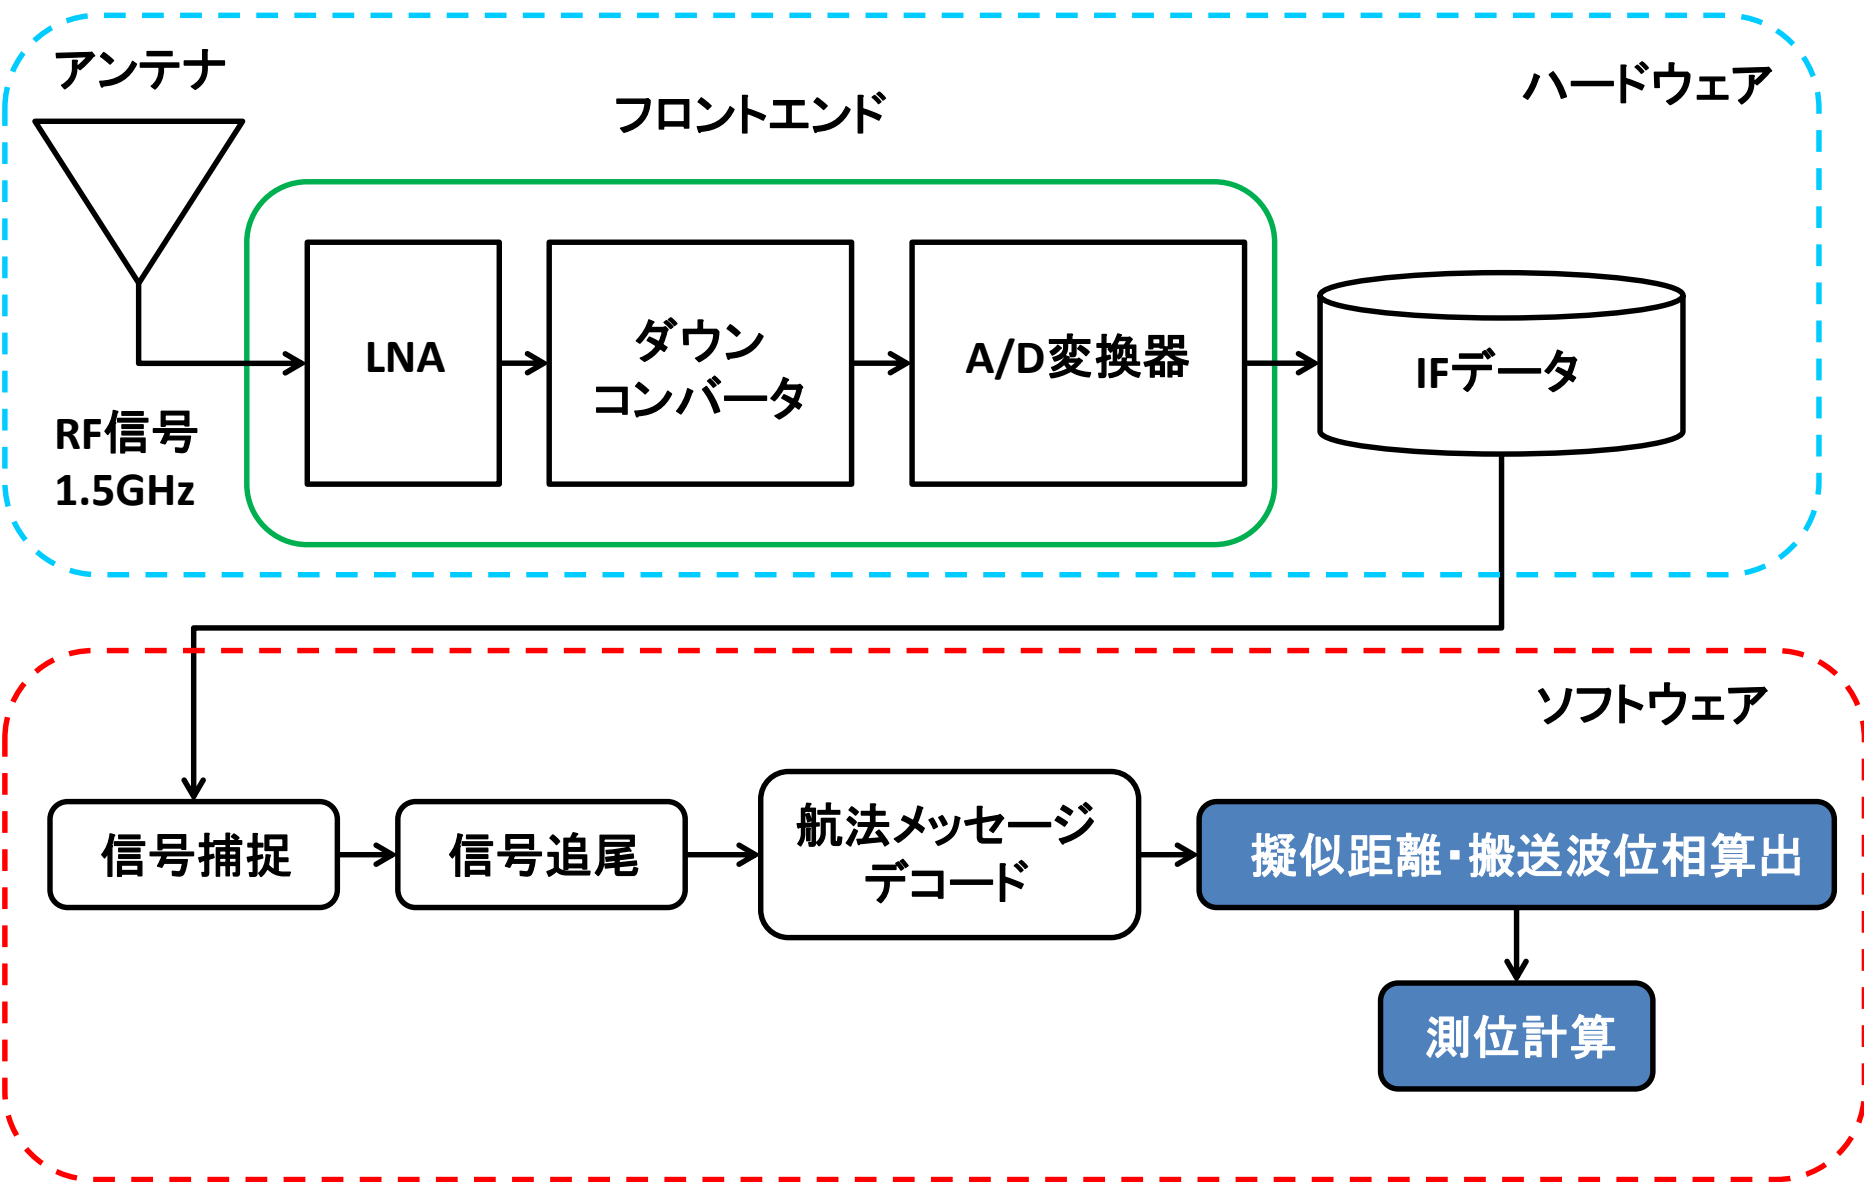 アンテナ
ハードウェア
フロントエンド
LNA
ダウン
コンバータ
A/D変換器
IFデータ
RF信号
1.5GHz
ソフトウェア
信号捕捉
信号追尾
航法メッセージ
デコード
擬似距離・搬送波位相算出
測位計算